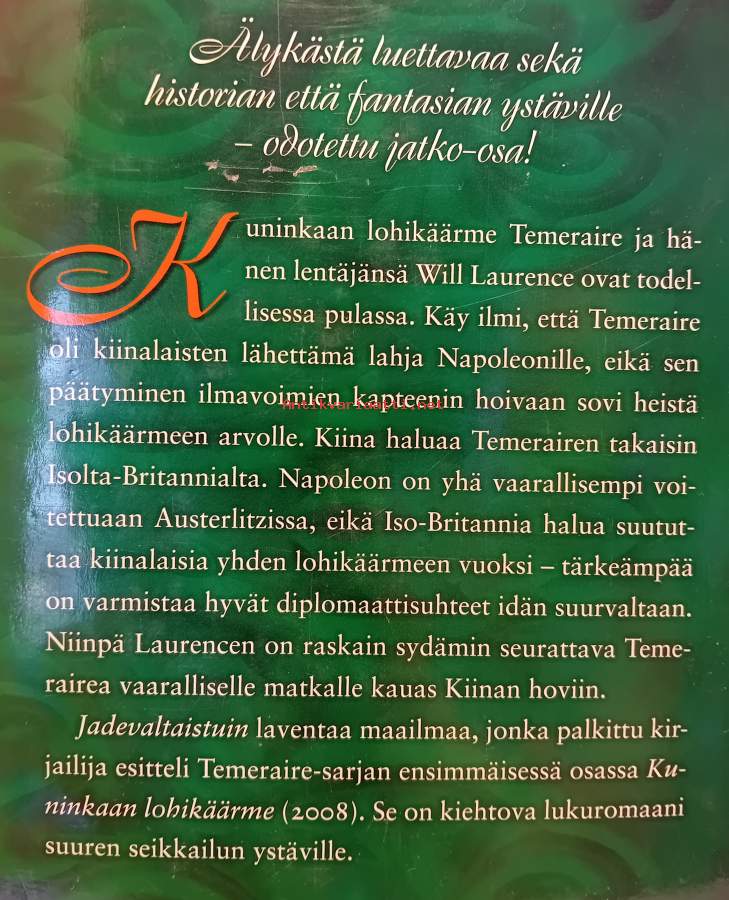 Älykästä luettavaa sekä
historian että fantasian ystäville
– odotettu jatko-osa!
Kuninkaan lohikäärme Temeraire ja hä-
nen lentäjänsä Will Laurence ovat todel-
lisessa pulassa. Käy ilmi, että Temeraire
oli kiinalaisten lähettämä lahja Napoleonille, eikä sen
päätyminen ilmavoimien kapteenin hoivaan sovi heistä
antikvariaatti.net
lohikäärmeen arvolle. Kiina haluaa Temerairen takaisin
Isolta-Britannialta. Napoleon on yhä vaarallisempi voi-
tettuaan Austerlitzissa, eikä Iso-Britannia halua suutut-
taa kiinalaisia yhden lohikäärmeen vuoksi – tärkeämpää
on varmistaa hyvät diplomaattisuhteet idän suurvaltaan.
Niinpä Laurencen on raskain sydämin seurattava Teme-
rairea vaaralliselle matkalle kauas Kiinan hoviin.
Jadevaltaistuin laventaa maailmaa, jonka palkittu kir-
jailija esitteli Temeraire-sarjan ensimmäisessä osassa Ku-
ninkaan lohikäärme (2008). Se on kiehtova lukuromaani
suuren seikkailun ystäville.